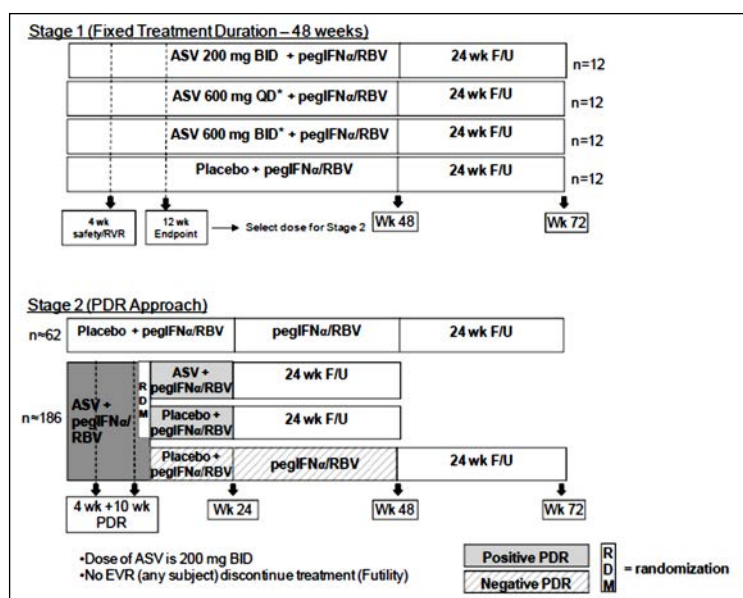 Stage 1 (Fixed Treatment Duration – 48 weeks)
ASV 200 mg BID + pegIFNα/RBV
24 wk F/U
n=12
ASV 600 mg QD* + pegIFNα/RBV
24 wk F/U
n=12
ASV 600 mg BID* + pegIFNα/RBV
24 wk F/U
n=12
Placebo + pegIFNα/RBV
24 wk F/U
n=12
4 wk
safety/RVR
12 wk
Endpoint
Select dose for Stage 2
Wk 48
Wk 72
Stage 2 (PDR Approach)
n≈62
Placebo + pegIFNα/RBV
pegIFNα/RBV
24 wk F/U
n≈186
ASV +
pegIFNα/
RBV
R
D
M
ASV +
pegIFNα/RBV
24 wk F/U
Placebo +
pegIFNα/RBV
24 wk F/U
Placebo +
pegIFNα/RBV
pegIFNα/RBV
24 wk F/U
4 wk +10 wk
PDR
Wk 24
Wk 48
Wk 72
•Dose of ASV is 200 mg BID
•No EVR (any subject) discontinue treatment (Futility)
Positive PDR
Negative PDR
R
D
M
= randomization